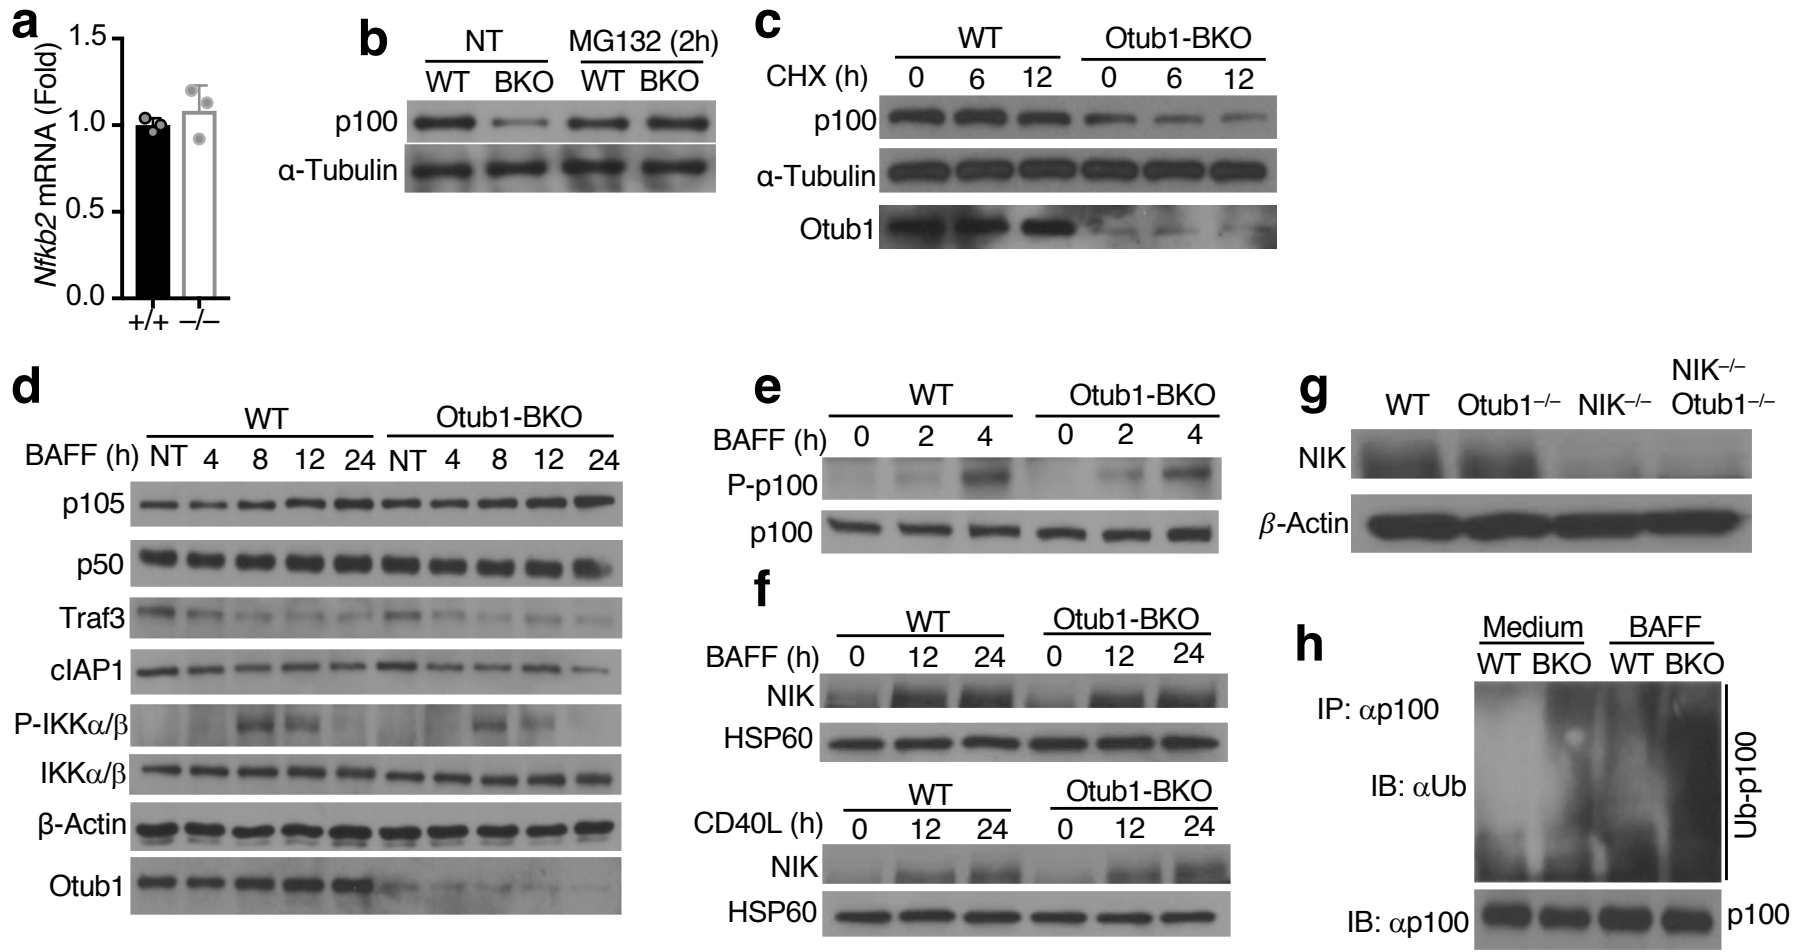 a
1.5
1.0
0.5
0.0
Nfkb2 mRNA (Fold)
+/+ –/–
b
NT MG132 (2h)
WT BKO WT BKO
p100
α-Tubulin
c
WT Otub1-BKO
CHX (h) 0 6 12 0 6 12
p100
α-Tubulin
Otub1
d
WT Otub1-BKO
BAFF (h) NT 4 8 12 24 NT 4 8 12 24
p105
p50
Traf3
cIAP1
P-IKKα/β
IKKα/β
β-Actin
Otub1
e
WT Otub1-BKO
BAFF (h) 0 2 4 0 2 4
P-p100
p100
f
WT Otub1-BKO
BAFF (h) 0 12 24 0 12 24
NIK
HSP60
WT Otub1-BKO
CD40L (h) 0 12 24 0 12 24
NIK
HSP60
g
NIK–/–
WT Otub1–/– NIK–/– Otub1–/–
NIK
β-Actin
h
Medium BAFF
WT BKO WT BKO
IP: αp100
IB: αUb
Ub-p100
IB: αp100 p100